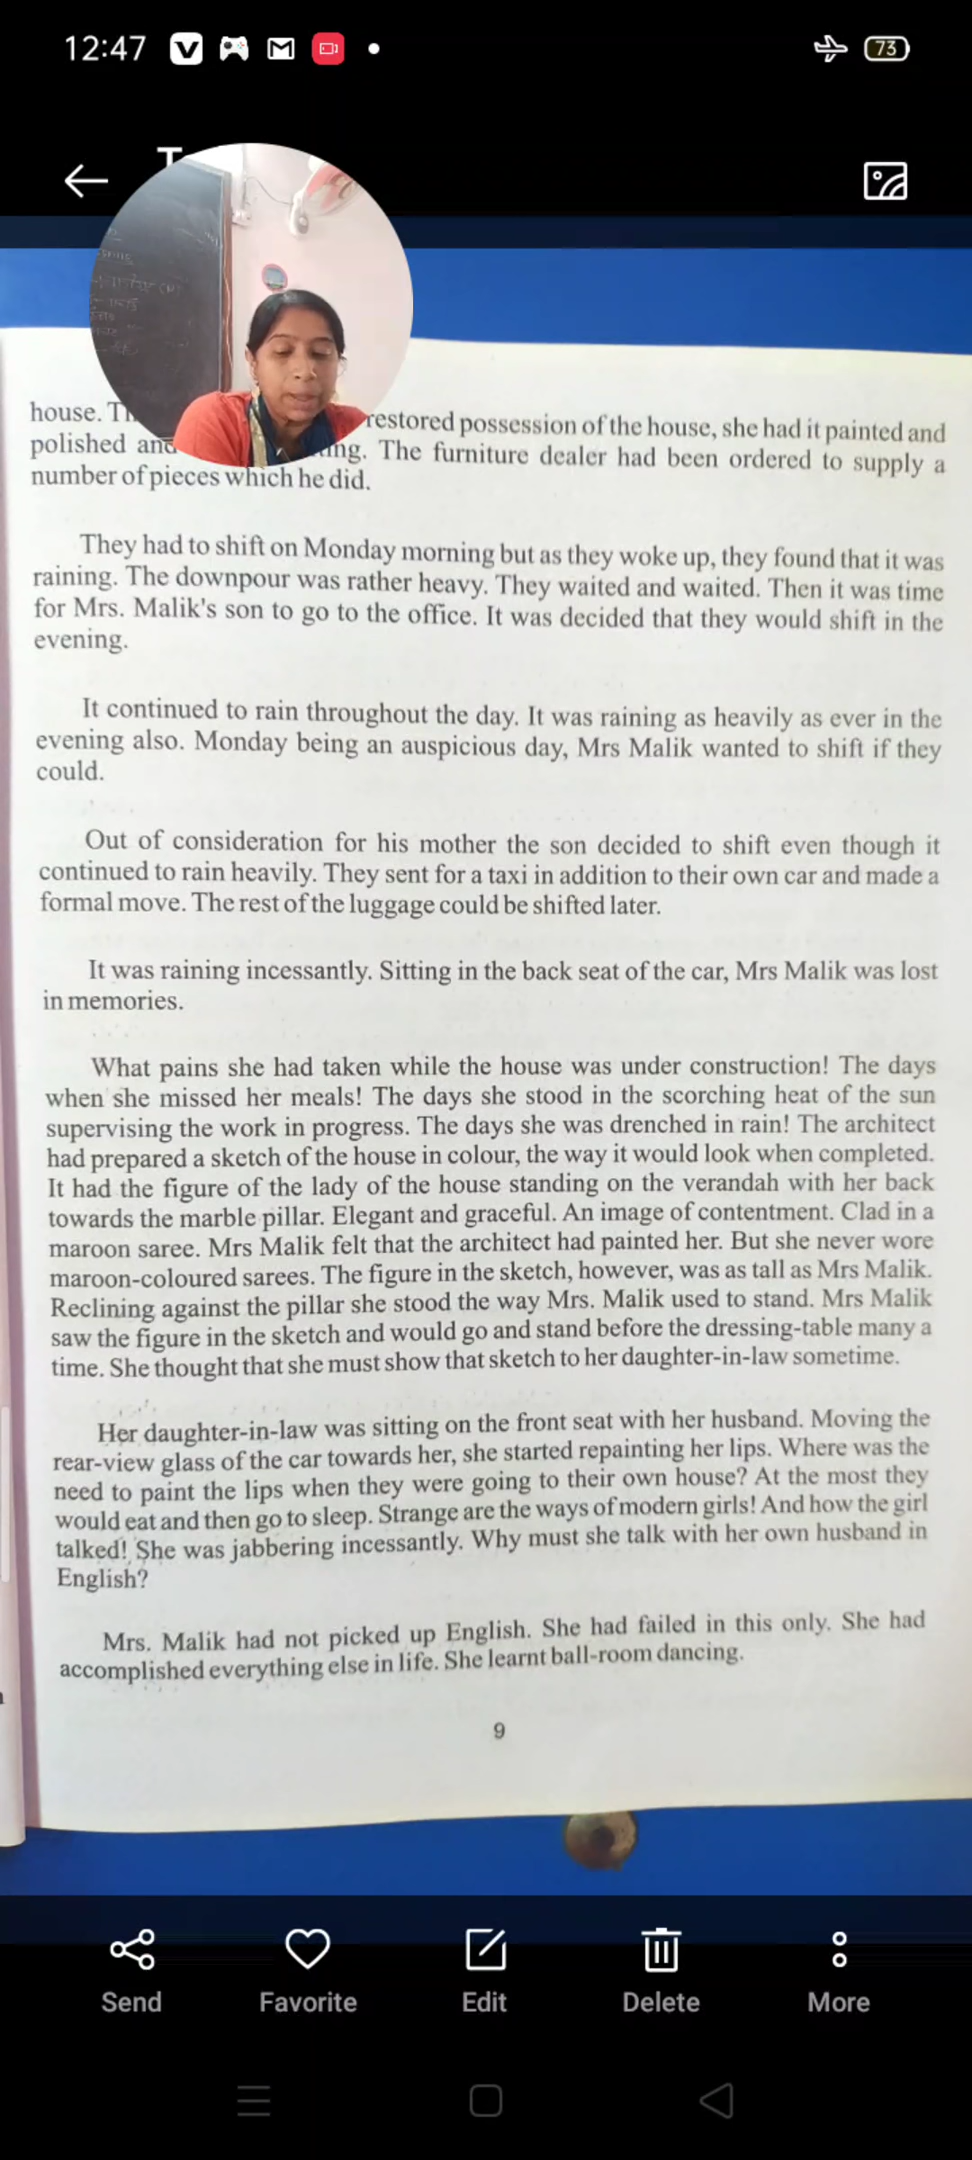 12:47
73
house. Th restored possession of the house, she had it painted and
polished and ing. The furniture dealer had been ordered to supply a
number of pieces which he did.
They had to shift on Monday morning but as they woke up, they found that it was
raining. The downpour was rather heavy. They waited and waited. Then it was time
for Mrs. Malik's son to go to the office. It was decided that they would shift in the
evening.
It continued to rain throughout the day. It was raining as heavily as ever in the
evening also. Monday being an auspicious day, Mrs Malik wanted to shift if they
could.
Out of consideration for his mother the son decided to shift even though it
continued to rain heavily. They sent for a taxi in addition to their own car and made a
formal move. The rest of the luggage could be shifted later.
It was raining incessantly. Sitting in the back seat of the car, Mrs Malik was lost
in memories.
What pains she had taken while the house was under construction! The days
when she missed her meals! The days she stood in the scorching heat of the sun
supervising the work in progress. The days she was drenched in rain! The architect
had prepared a sketch of the house in colour, the way it would look when completed.
It had the figure of the lady of the house standing on the verandah with her back
towards the marble pillar. Elegant and graceful. An image of contentment. Clad in a
maroon saree. Mrs Malik felt that the architect had painted her. But she never wore
maroon-coloured sarees. The figure in the sketch, however, was as tall as Mrs Malik.
Reclining against the pillar she stood the way Mrs. Malik used to stand. Mrs Malik
saw the figure in the sketch and would go and stand before the dressing-table many a
time. She thought that she must show that sketch to her daughter-in-law sometime.
Her daughter-in-law was sitting on the front seat with her husband. Moving the
rear-view glass of the car towards her, she started repainting her lips. Where was the
need to paint the lips when they were going to their own house? At the most they
would eat and then go to sleep. Strange are the ways of modern girls! And how the girl
talked! She was jabbering incessantly. Why must she talk with her own husband in
English?
Mrs. Malik had not picked up English. She had failed in this only. She had
accomplished everything else in life. She learnt ball-room dancing.
9
Send Favorite Edit Delete More